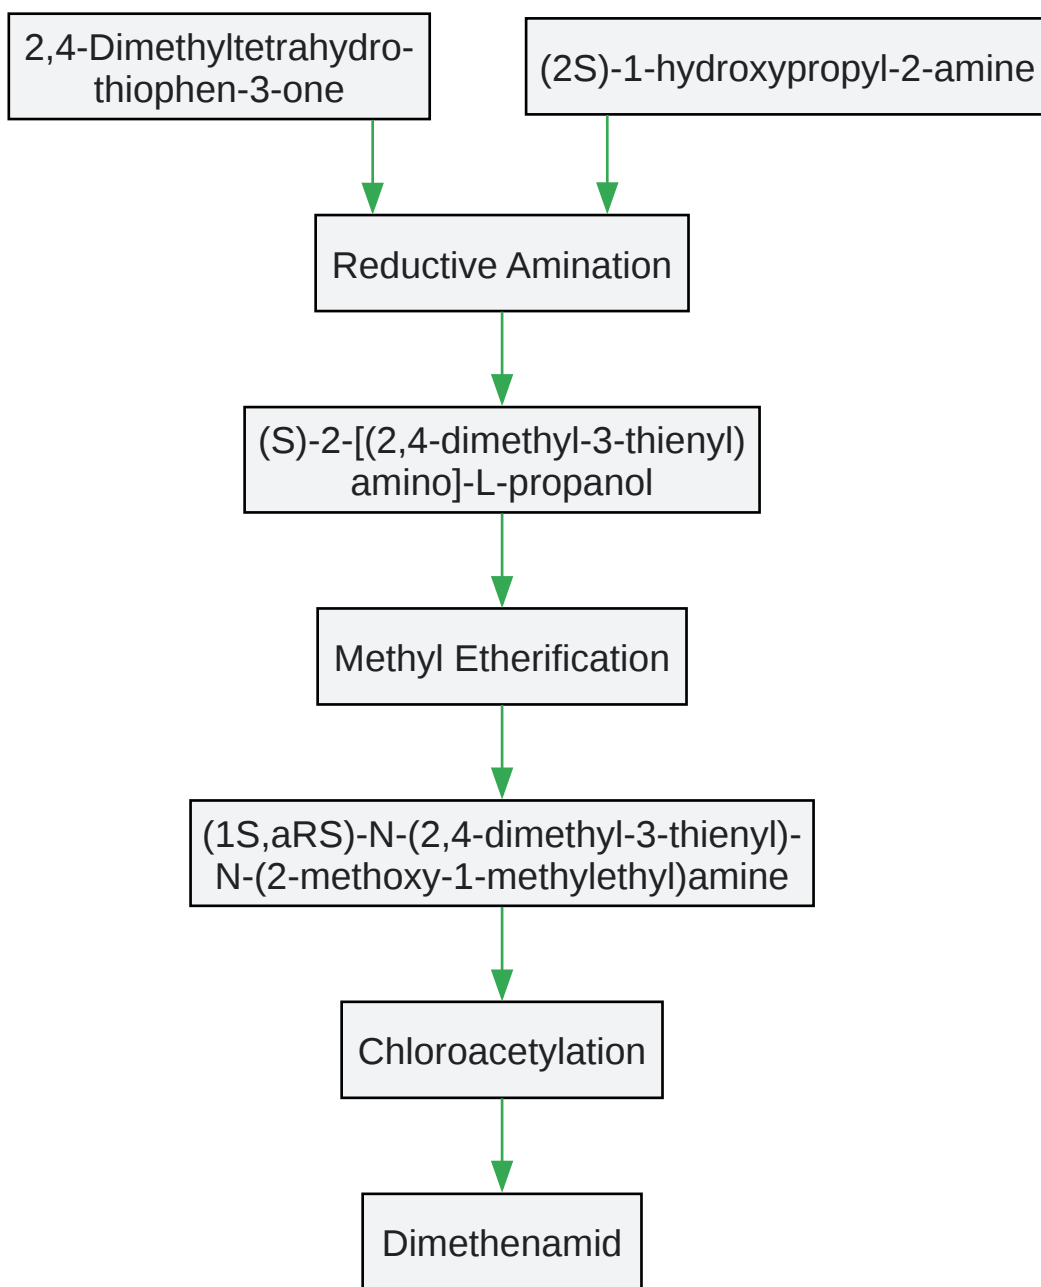 2,4-Dimethyltetrahydro-
thiophen-3-one
(2S)-1-hydroxypropyl-2-amine
Reductive Amination
(S)-2-[(2,4-dimethyl-3-thienyl)
amino]-L-propanol
Methyl Etherification
(1S,aRS)-N-(2,4-dimethyl-3-thienyl)-
N-(2-methoxy-1-methylethyl)amine
Chloroacetylation
Dimethenamid